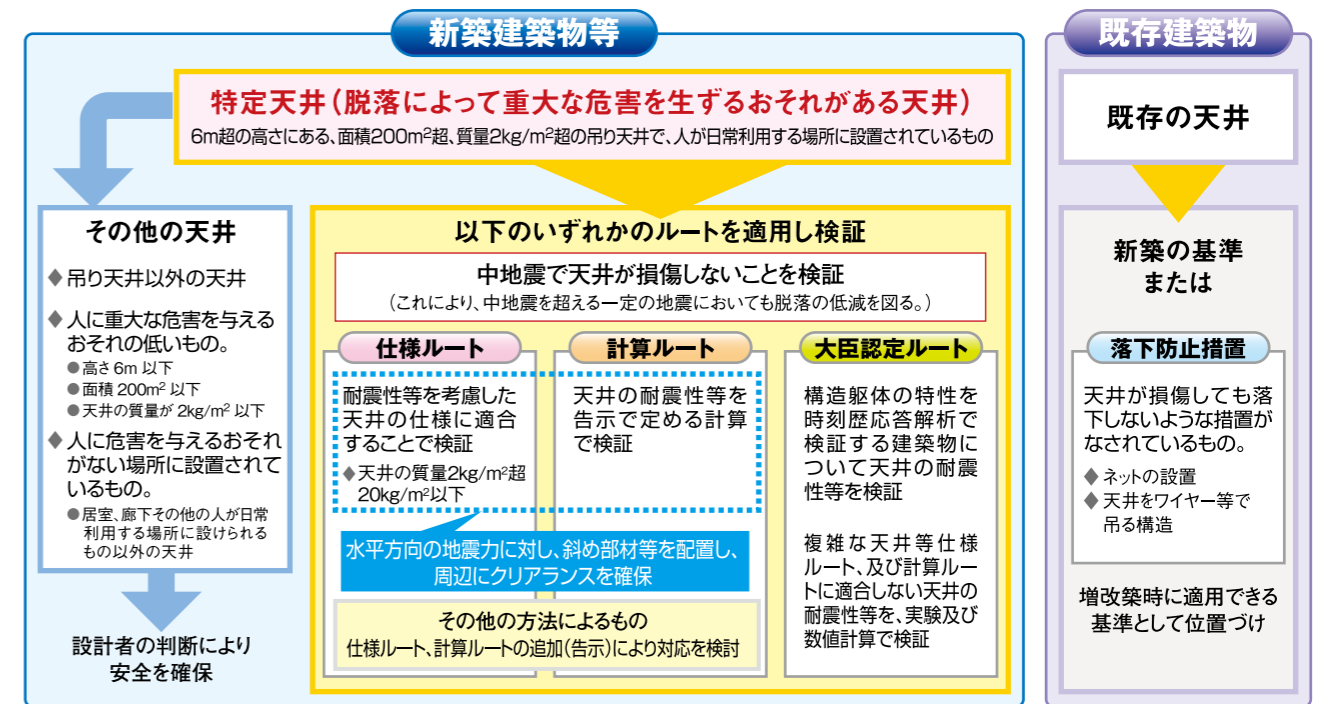 新築建築物等
特定天井(脱落によって重大な危害を生ずるおそれがある天井)
6m超の高さにある、面積200m²超、質量2kg/m²超の吊り天井で、人が日常利用する場所に設置されているもの
その他の天井
◆吊り天井以外の天井
◆人に重大な危害を与える
おそれの低いもの。
●高さ 6m 以下
●面積 200m² 以下
●天井の質量が 2kg/m² 以下
◆人に危害を与えるおそれ
がない場所に設置されて
いるもの。
●居室、廊下その他の人が日常
利用する場所に設けられる
もの以外の天井
設計者の判断により
安全を確保
以下のいずれかのルートを適用し検証
中地震で天井が損傷しないことを検証
(これにより、中地震を超える一定の地震においても脱落の低減を図る。)
仕様ルート
耐震性等を考慮した
天井の仕様に適合
することで検証
◆天井の質量2kg/m²超
20kg/m²以下
計算ルート
天井の耐震性等を
告示で定める計算
で検証
水平方向の地震力に対し、斜め部材等を配置し、
周辺にクリアランスを確保
その他の方法によるもの
仕様ルート、計算ルートの追加(告示)により対応を検討
大臣認定ルート
構造躯体の特性を
時刻歴応答解析で
検証する建築物に
ついて天井の耐震
性等を検証
複雑な天井等仕様
ルート、及び計算ルー
トに適合しない天井の
耐震性等を、実験及び
数値計算で検証
既存建築物
既存の天井
新築の基準
または
落下防止措置
天井が損傷しても落
下しないような措置が
なされているもの。
◆ネットの設置
◆天井をワイヤー等で
吊る構造
増改築時に適用できる
基準として位置づけ